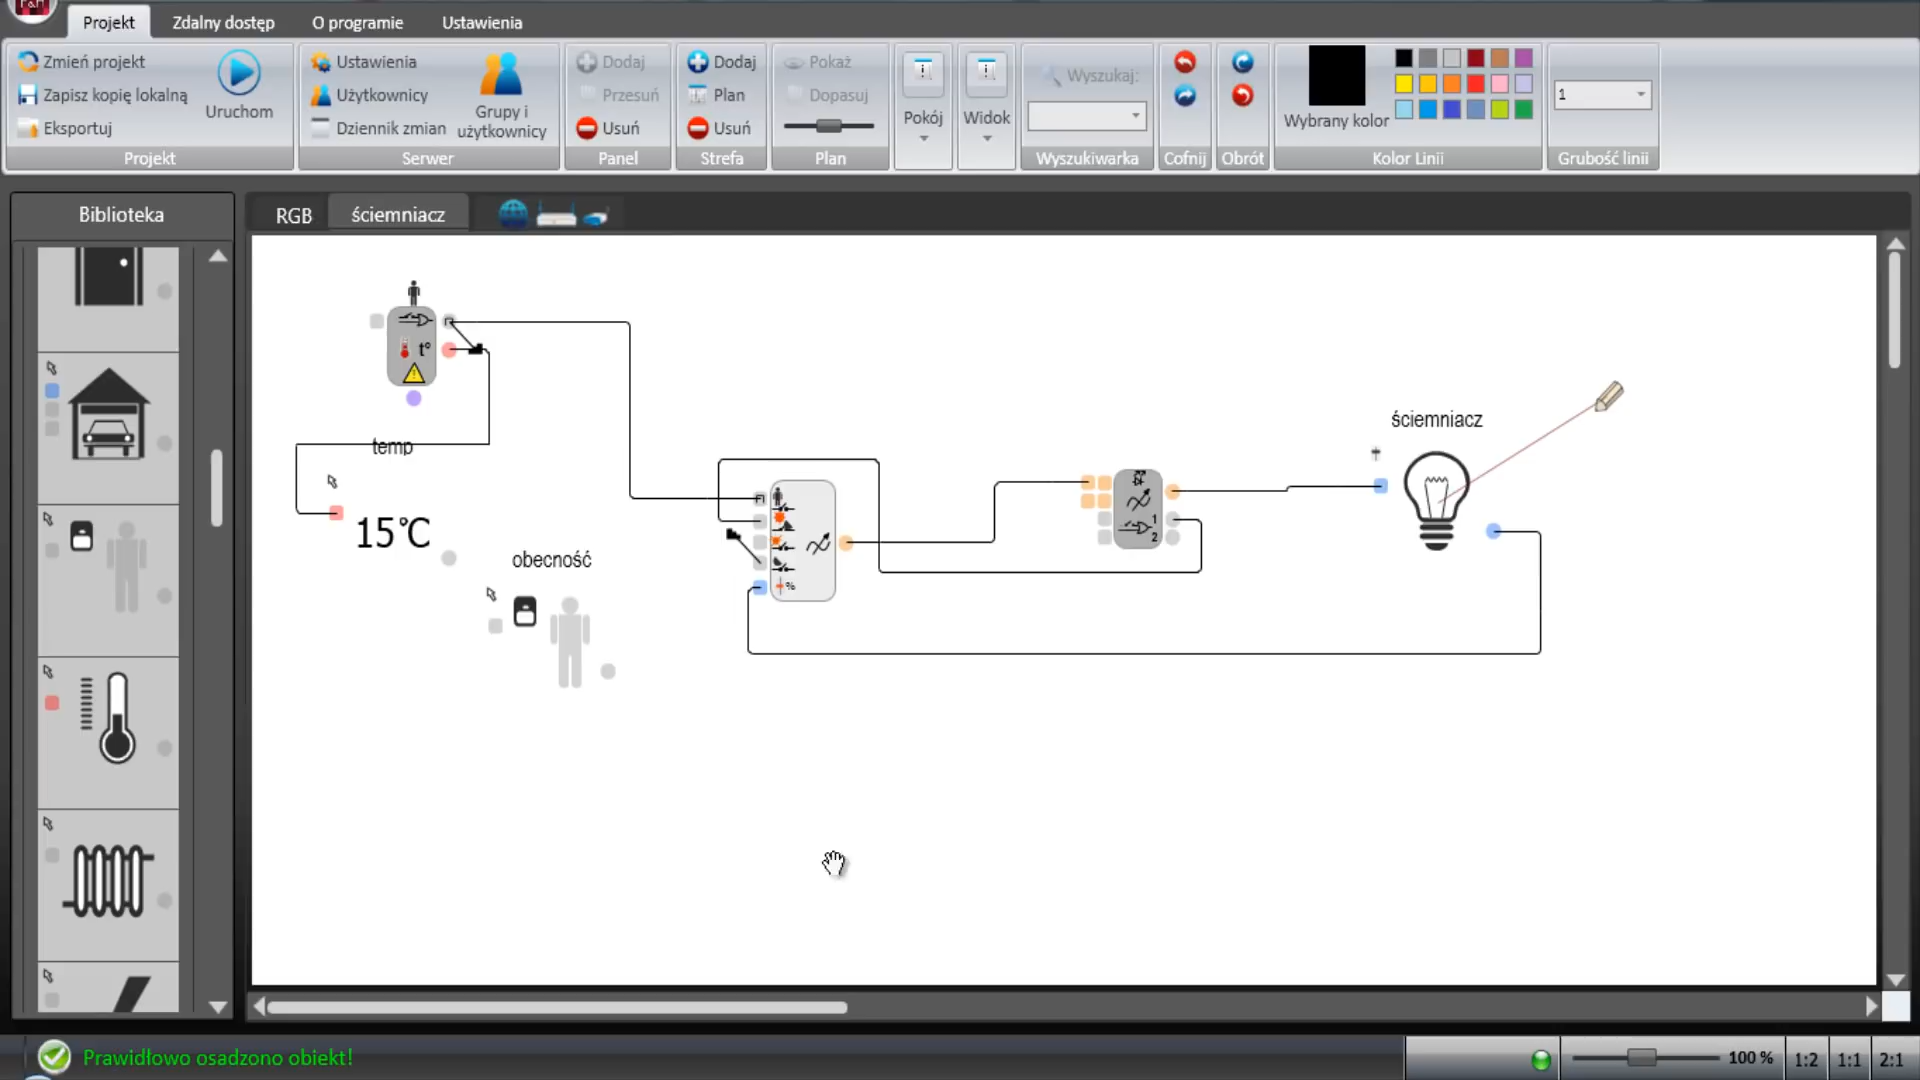 F&H
Projekt
Zdalny dostęp
O programie
Ustawienia
Zmień projekt
Zapisz kopię lokalną
Eksportuj
Uruchom
Projekt
Ustawienia
Użytkownicy
Dziennik zmian
Grupy i
użytkownicy
Serwer
Dodaj
Przesuń
Usuń
Panel
Dodaj
Plan
Usuń
Strefa
Pokaż
Dopasuj
Plan
Pokój
Widok
Wyszukaj:
Wyszukiwarka
Cofnij
Obrót
Wybrany kolor
Kolor Linii
1
Grubość linii
Biblioteka
RGB
ściemniacz
t°
temp
15°C
obecność
%
1
2
ściemniacz
Prawidłowo osadzono obiekt!
100 %
1:2
1:1
2:1